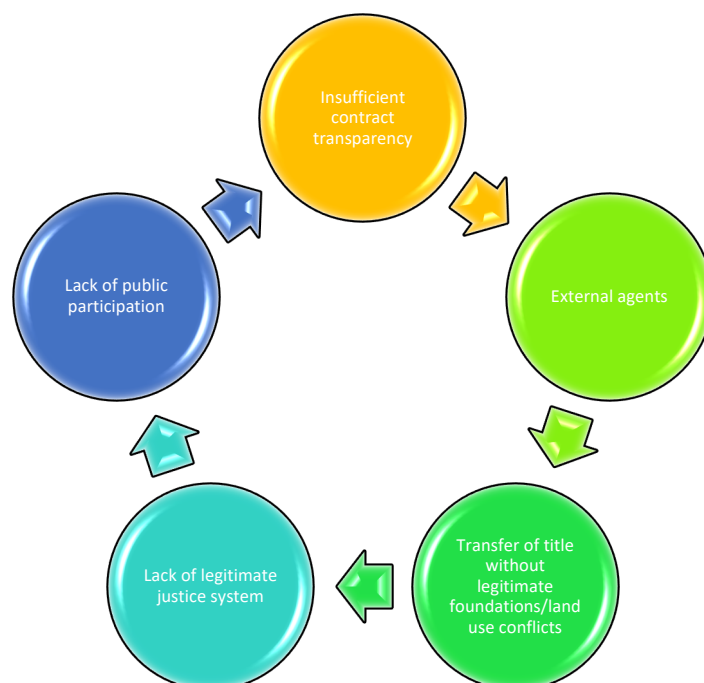 Insufficient
contract
transparency
External agents
Transfer of title
without
legitimate
foundations/land
use conflicts
Lack of legitimate
justice system
Lack of public
participation